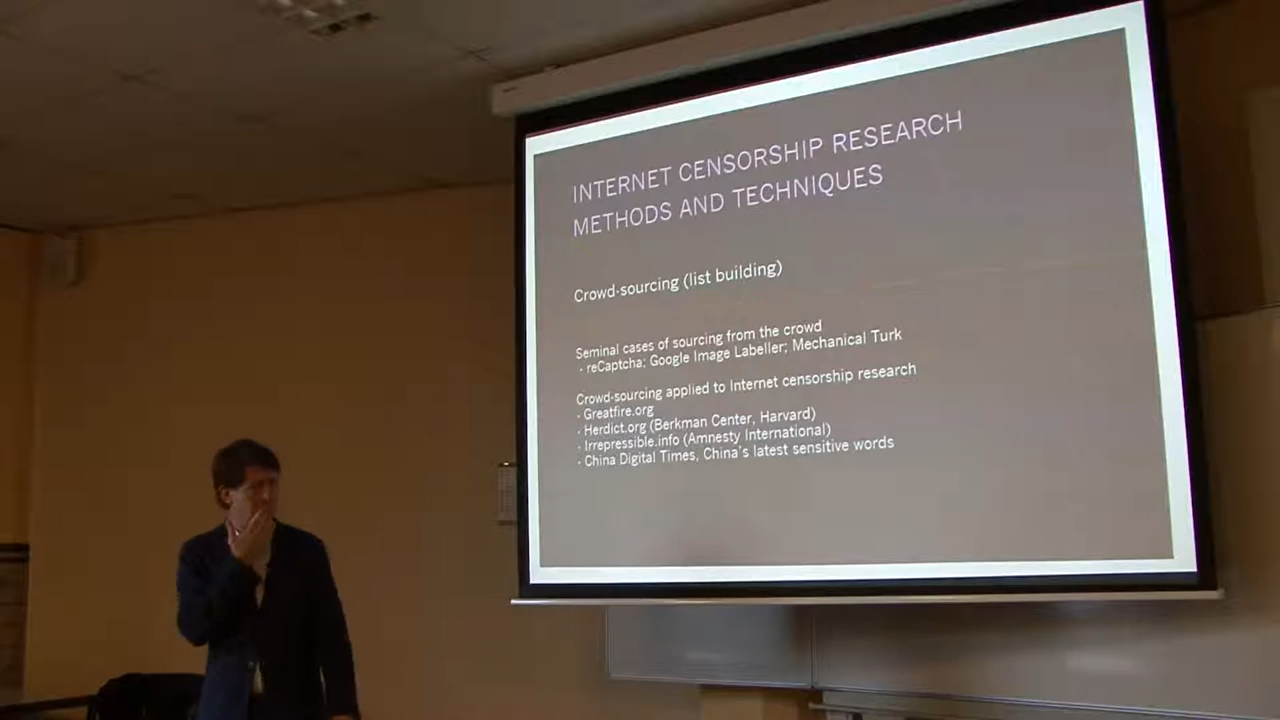 INTERNET CENSORSHIP RESEARCH
METHODS AND TECHNIQUES
Crowd-sourcing (list building)
Seminal cases of sourcing from the crowd
- reCaptcha; Google Image Labeller; Mechanical Turk
Crowd-sourcing applied to Internet censorship research
- Greatfire.org
- Herdict.org (Berkman Center, Harvard)
- Irrepressible.info (Amnesty International)
- China Digital Times, China's latest sensitive words